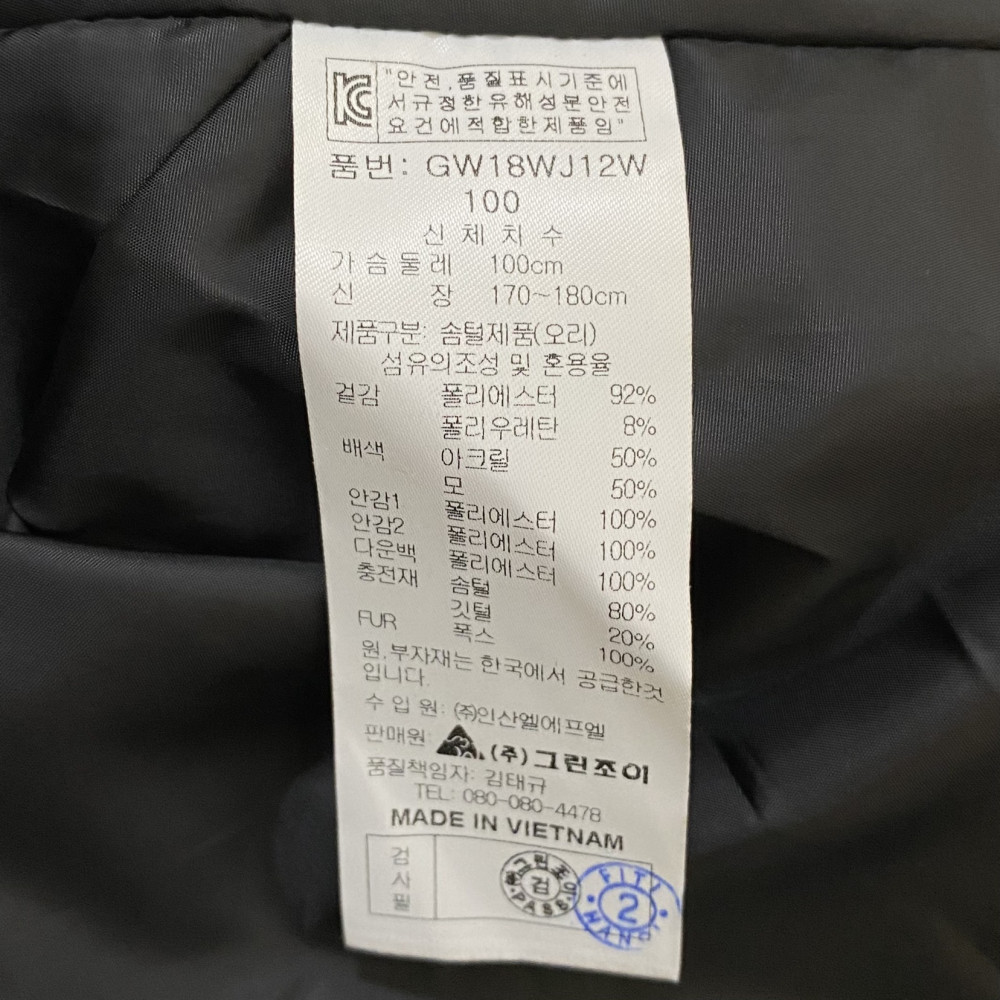 "안전,품질표시기준에
서규정한유해성문안전
요건에적합한제품임"
품번: GW18WJ12W
100
신체치수
가슴둘레 100cm
신 장 170~180cm
제품구분: 솜털제품(오리)
섬유의조성 및 혼용율
겉감 폴리에스터 92%
폴리우레탄 8%
배색 아크릴 50%
모 50%
안감1 폴리에스터 100%
안감2 폴리에스터 100%
다운백 폴리에스터 100%
충전재 솜털 80%
깃털 20%
FUR 폭스 100%
원,부자재는 한국에서 공급한것
입니다.
수 입 원: (주)인산엘에프엘
판매원: (주)그린조이
품질책임자: 김태규
TEL: 080-080-4478
MADE IN VIETNAM
검사필
그린조이 검 PASS
FITI 2